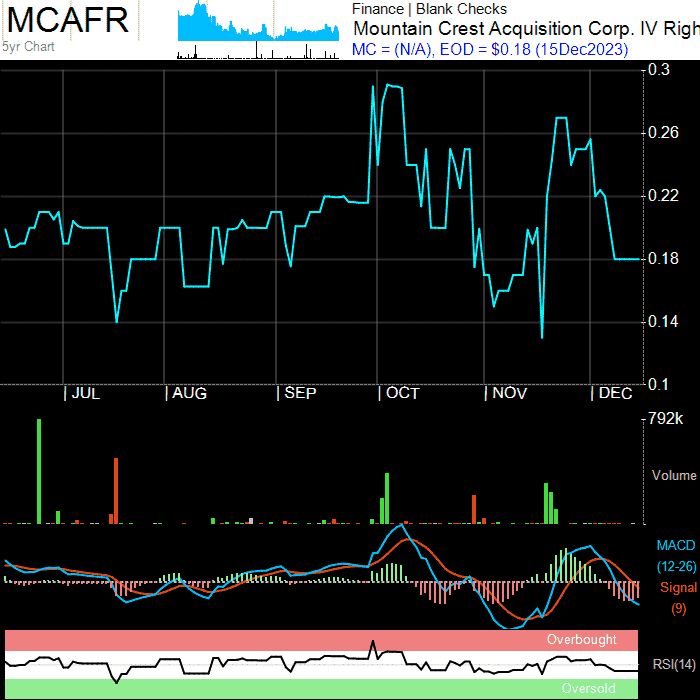 MCAFR
5yr Chart
Finance | Blank Checks
Mountain Crest Acquisition Corp. IV Righ
MC = (N/A), EOD = $0.18 (15Dec2023)
0.3
0.26
0.22
0.18
0.14
0.1
| JUL | AUG | SEP | OCT | NOV | DEC
792k
Volume
MACD
(12-26)
Signal
(9)
Overbought
RSI(14)
Oversold